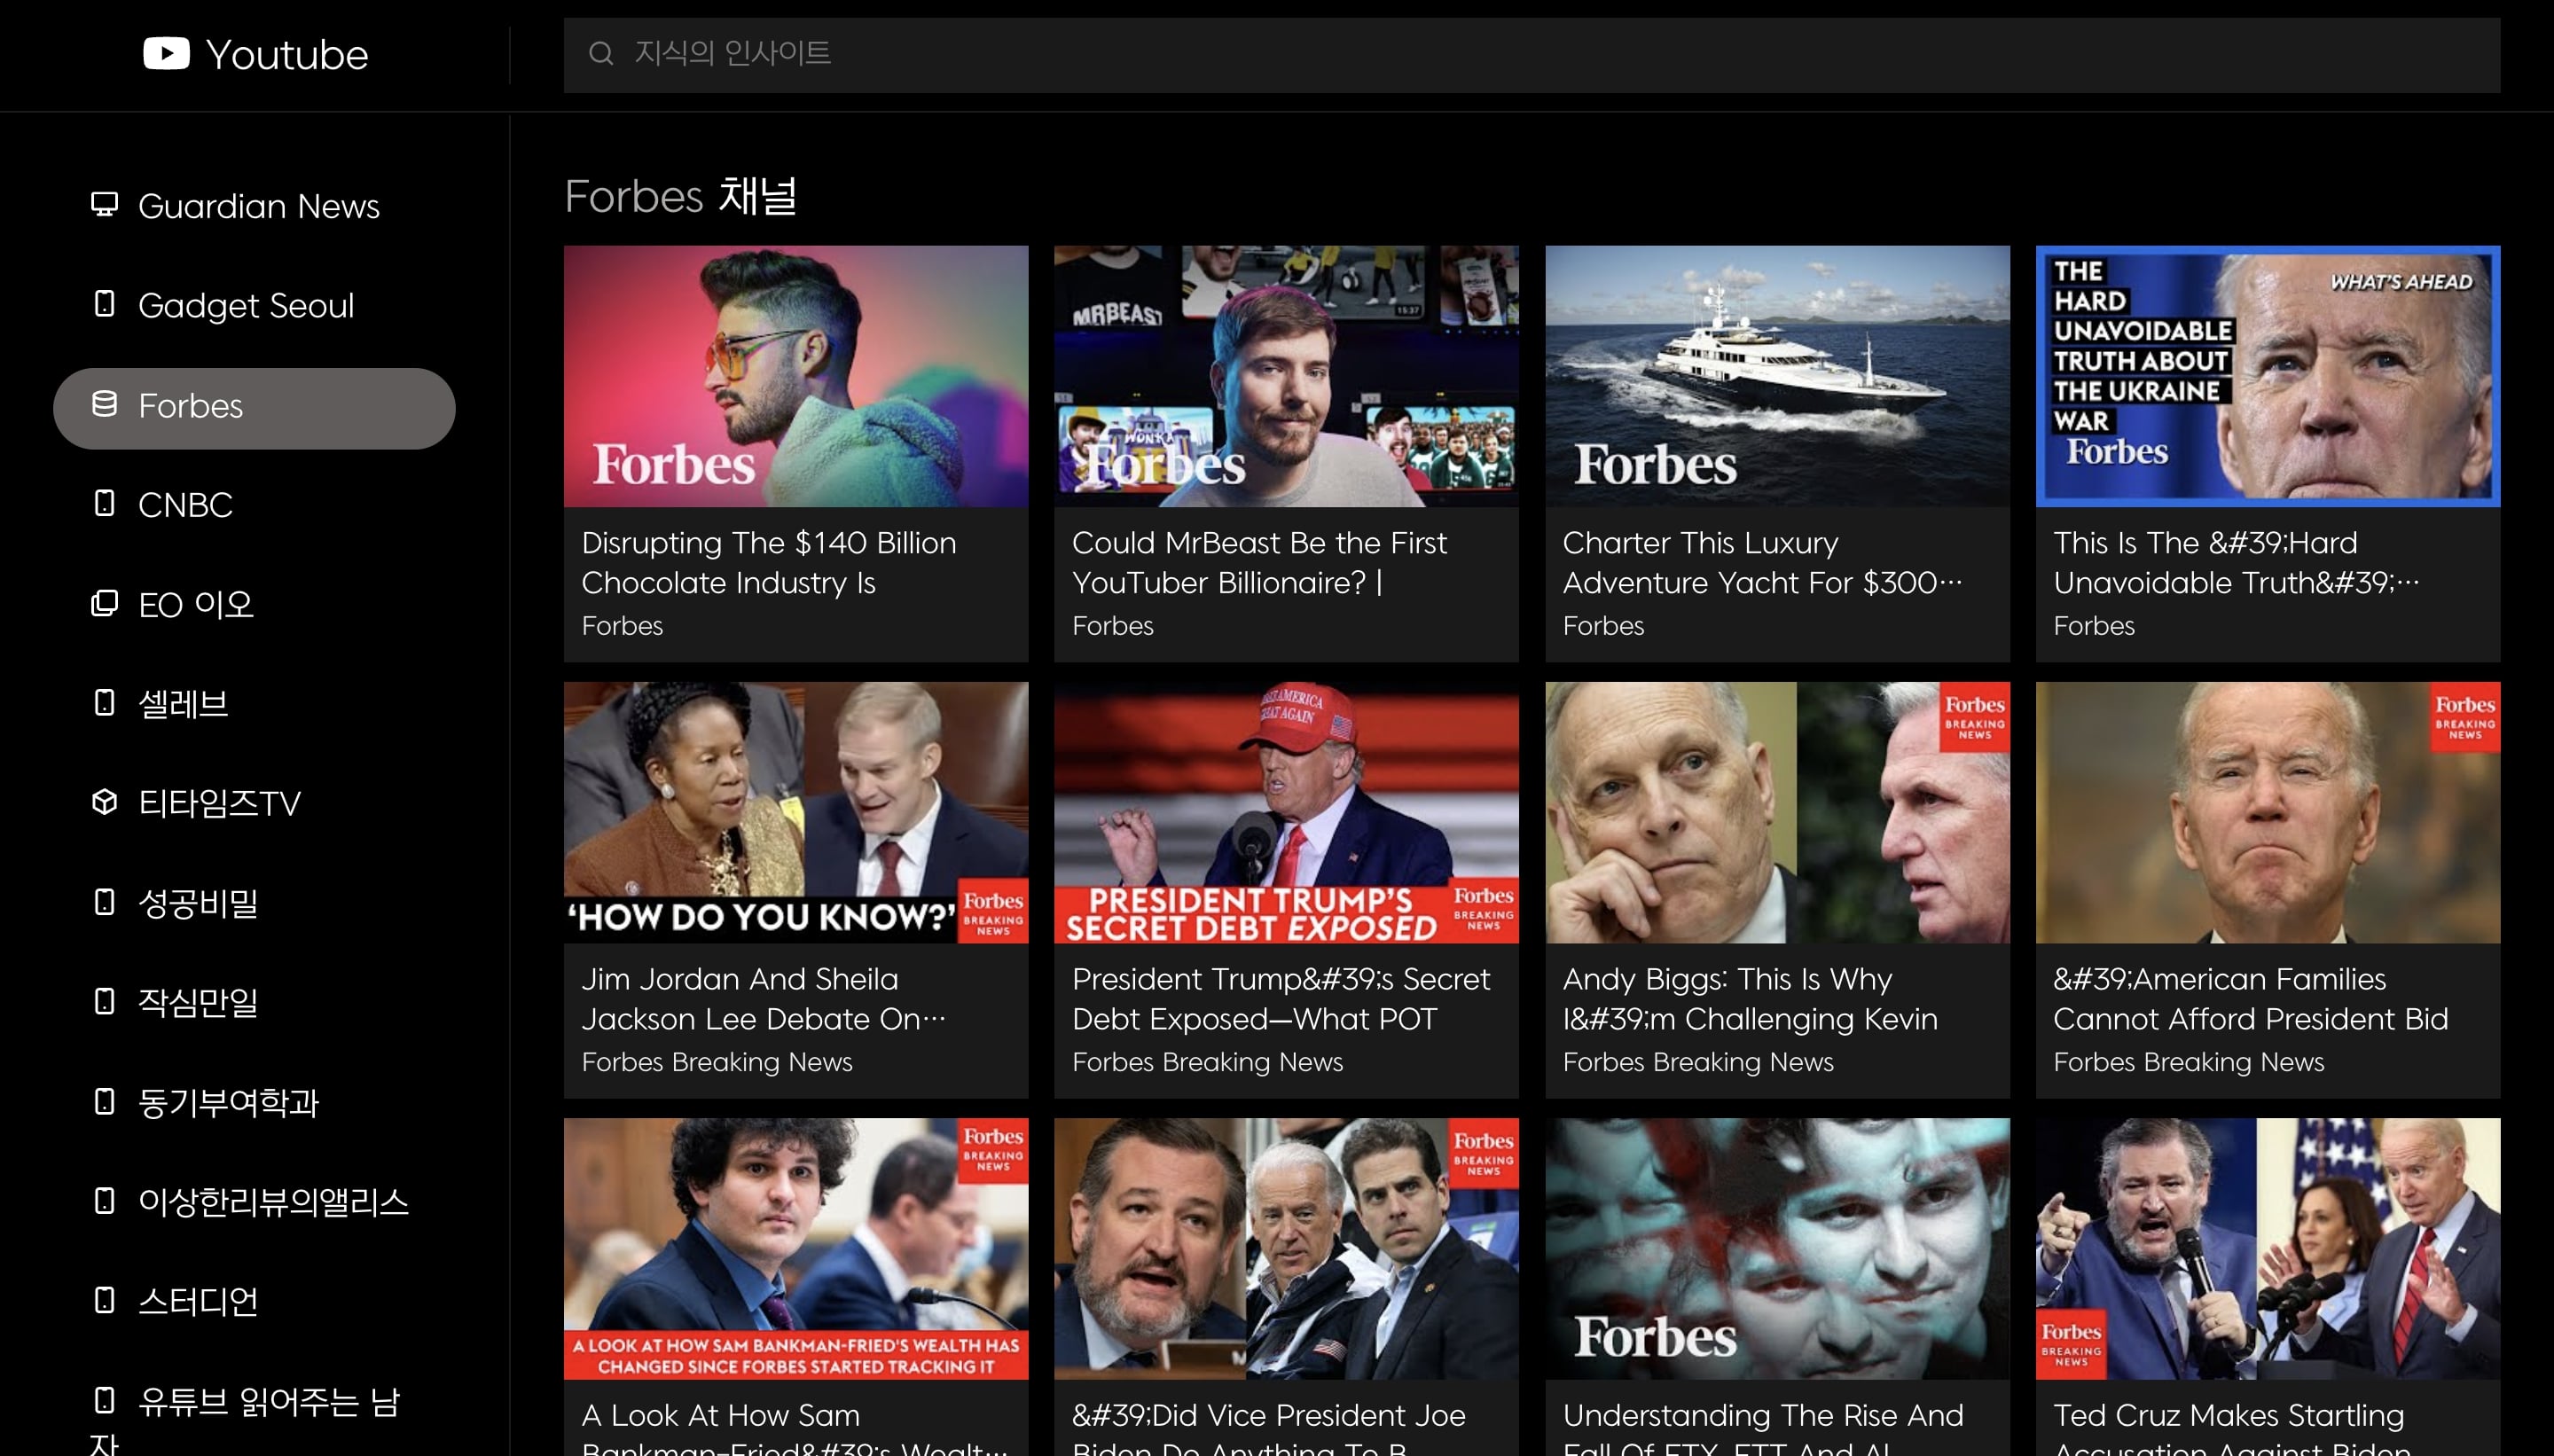 Youtube
지식의 인사이트
Guardian News
Gadget Seoul
Forbes
CNBC
EO 이오
셀레브
티타임즈TV
성공비밀
작심만일
동기부여학과
이상한리뷰의앨리스
스터디언
유튜브 읽어주는 남
자
Forbes 채널
Forbes
Disrupting The $140 Billion
Chocolate Industry Is
Forbes
MRBEAST
15:37
WONKA
Forbes
Could MrBeast Be the First
YouTuber Billionaire? |
Forbes
Forbes
Charter This Luxury
Adventure Yacht For $300…
Forbes
THE
HARD
UNAVOIDABLE
TRUTH ABOUT
THE UKRAINE
WAR
Forbes
WHAT'S AHEAD
This Is The &#39;Hard
Unavoidable Truth&#39;…
Forbes
'HOW DO YOU KNOW?'
Forbes
BREAKING
NEWS
Jim Jordan And Sheila
Jackson Lee Debate On…
Forbes Breaking News
AMERICA
GREAT AGAIN
PRESIDENT TRUMP'S
SECRET DEBT EXPOSED
Forbes
BREAKING
NEWS
President Trump&#39;s Secret
Debt Exposed—What POT
Forbes Breaking News
Forbes
BREAKING
NEWS
Andy Biggs: This Is Why
I&#39;m Challenging Kevin
Forbes Breaking News
Forbes
BREAKING
NEWS
&#39;American Families
Cannot Afford President Bid
Forbes Breaking News
Forbes
BREAKING
NEWS
A LOOK AT HOW SAM BANKMAN-FRIED'S WEALTH HAS
CHANGED SINCE FORBES STARTED TRACKING IT
A Look At How Sam
Bankman-Fried&#39;s Wealt…
Forbes
BREAKING
NEWS
&#39;Did Vice President Joe
Biden Do Anything To B
Forbes
Understanding The Rise And
Fall Of FTX, FTT And Al
Forbes
BREAKING
NEWS
Ted Cruz Makes Startling
Accusation Against Biden